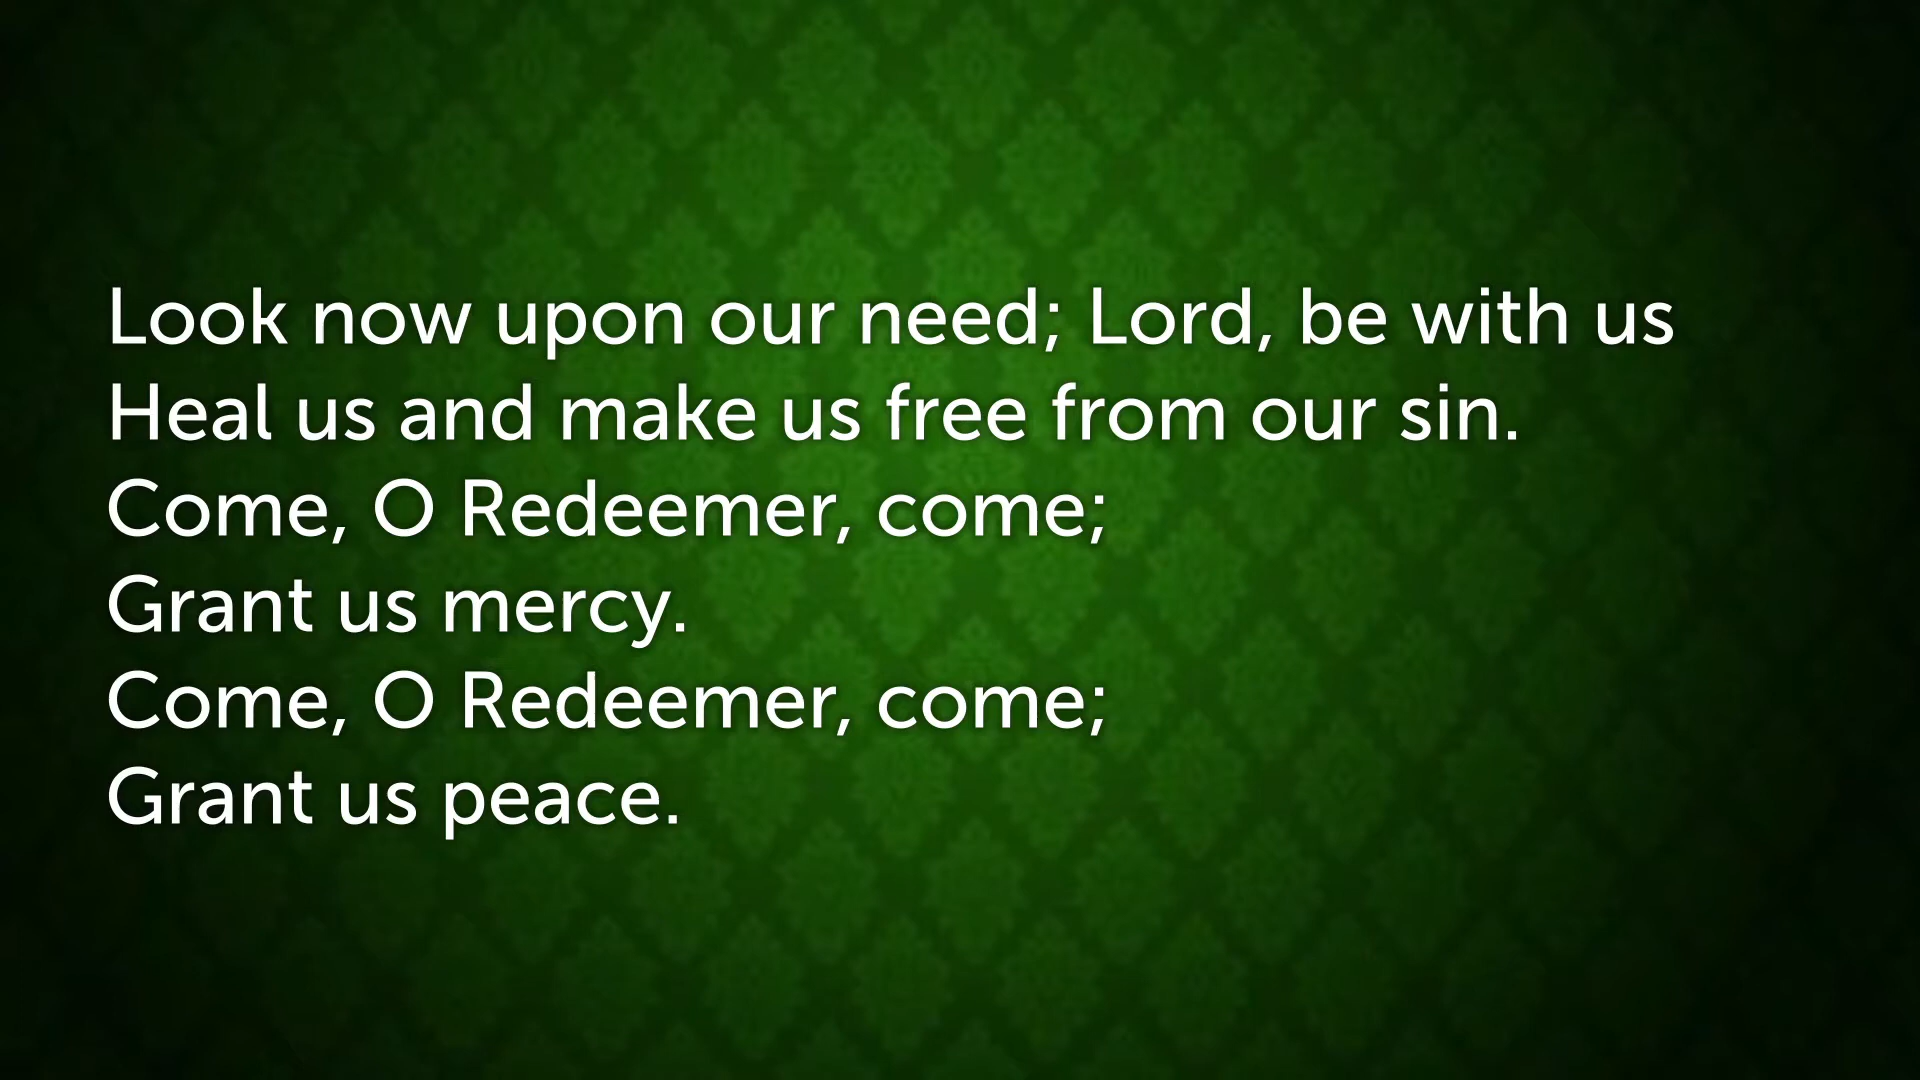 Look now upon our need; Lord, be with us
Heal us and make us free from our sin.
Come, O Redeemer, come;
Grant us mercy.
Come, O Redeemer, come;
Grant us peace.